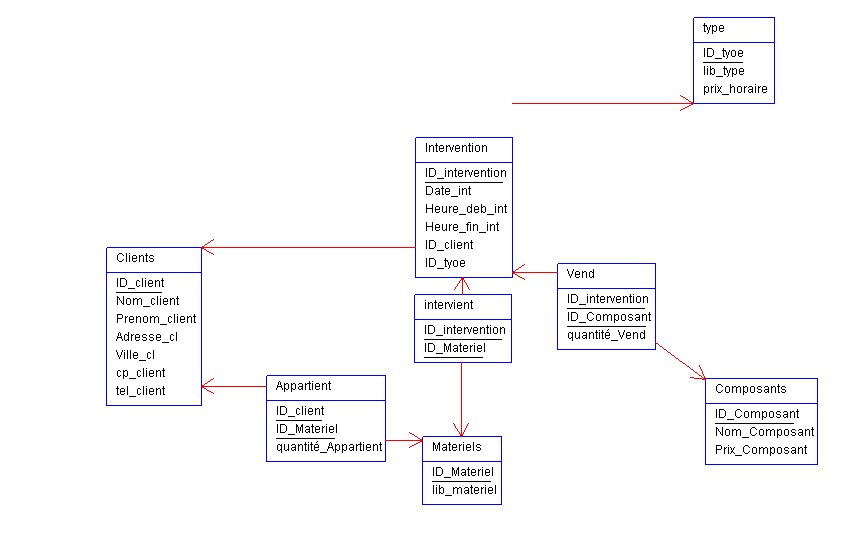 type
ID_tyoe
lib_type
prix_horaire
Intervention
ID_intervention
Date_int
Heure_deb_int
Heure_fin_int
ID_client
ID_tyoe
Clients
ID_client
Nom_client
Prenom_client
Adresse_cl
Ville_cl
cp_client
tel_client
Vend
ID_intervention
ID_Composant
quantité_Vend
intervient
ID_intervention
ID_Materiel
Appartient
ID_client
ID_Materiel
quantité_Appartient
Composants
ID_Composant
Nom_Composant
Prix_Composant
Materiels
ID_Materiel
lib_materiel